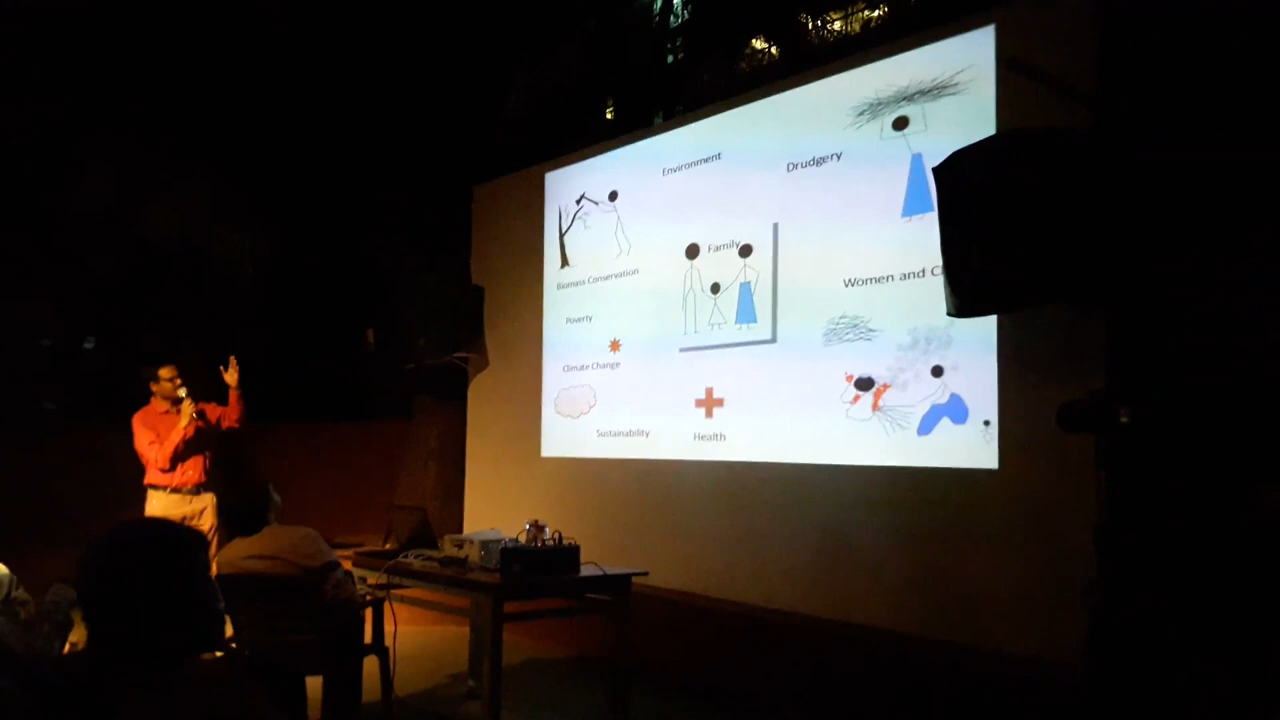 Environment
Drudgery
Family
Biomass Conservation
Women and
Poverty
Climate Change
Sustainability
Health